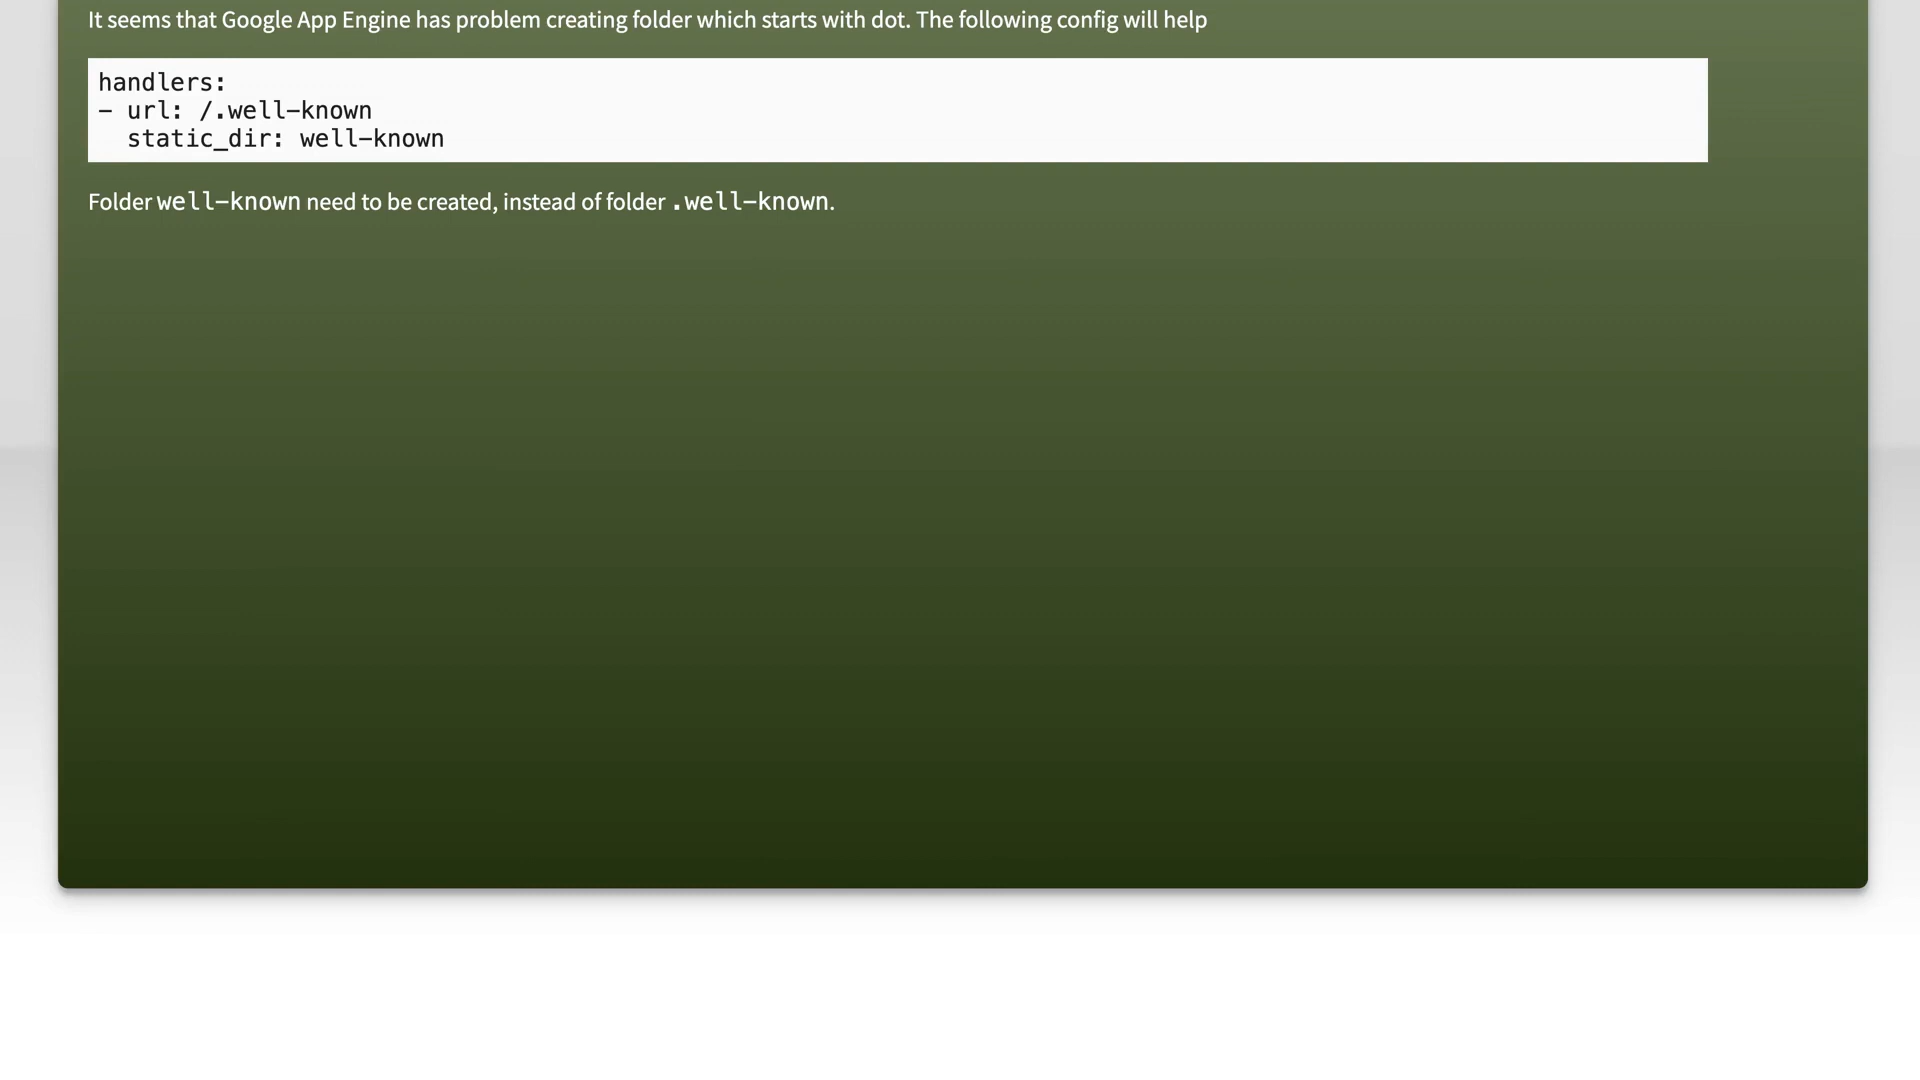 It seems that Google App Engine has problem creating folder which starts with dot. The following config will help
handlers:
- url: /.well-known
  static_dir: well-known
Folder well-known need to be created, instead of folder .well-known.